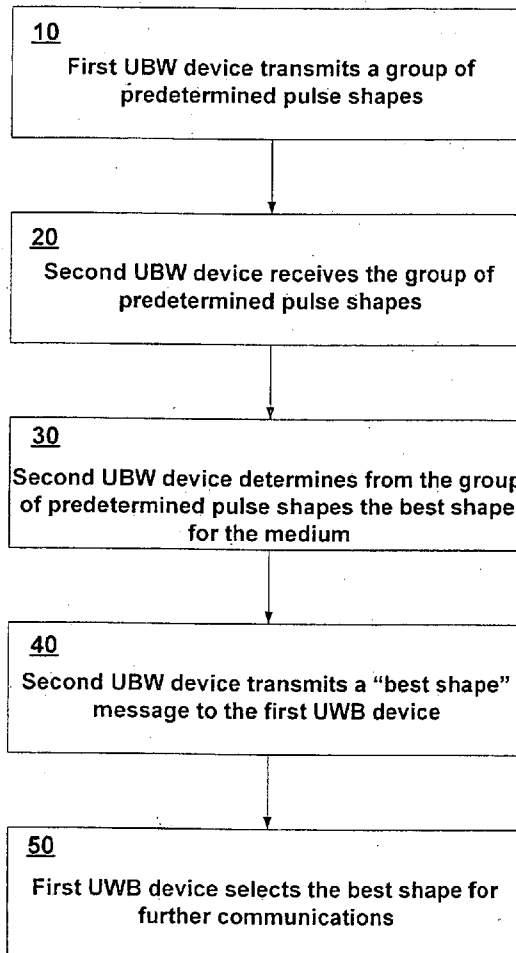 10
First UBW device transmits a group of
predetermined pulse shapes
20
Second UBW device receives the group of
predetermined pulse shapes
30
Second UBW device determines from the group
of predetermined pulse shapes the best shape
for the medium
40
Second UBW device transmits a “best shape”
message to the first UWB device
50
First UWB device selects the best shape for
further communications